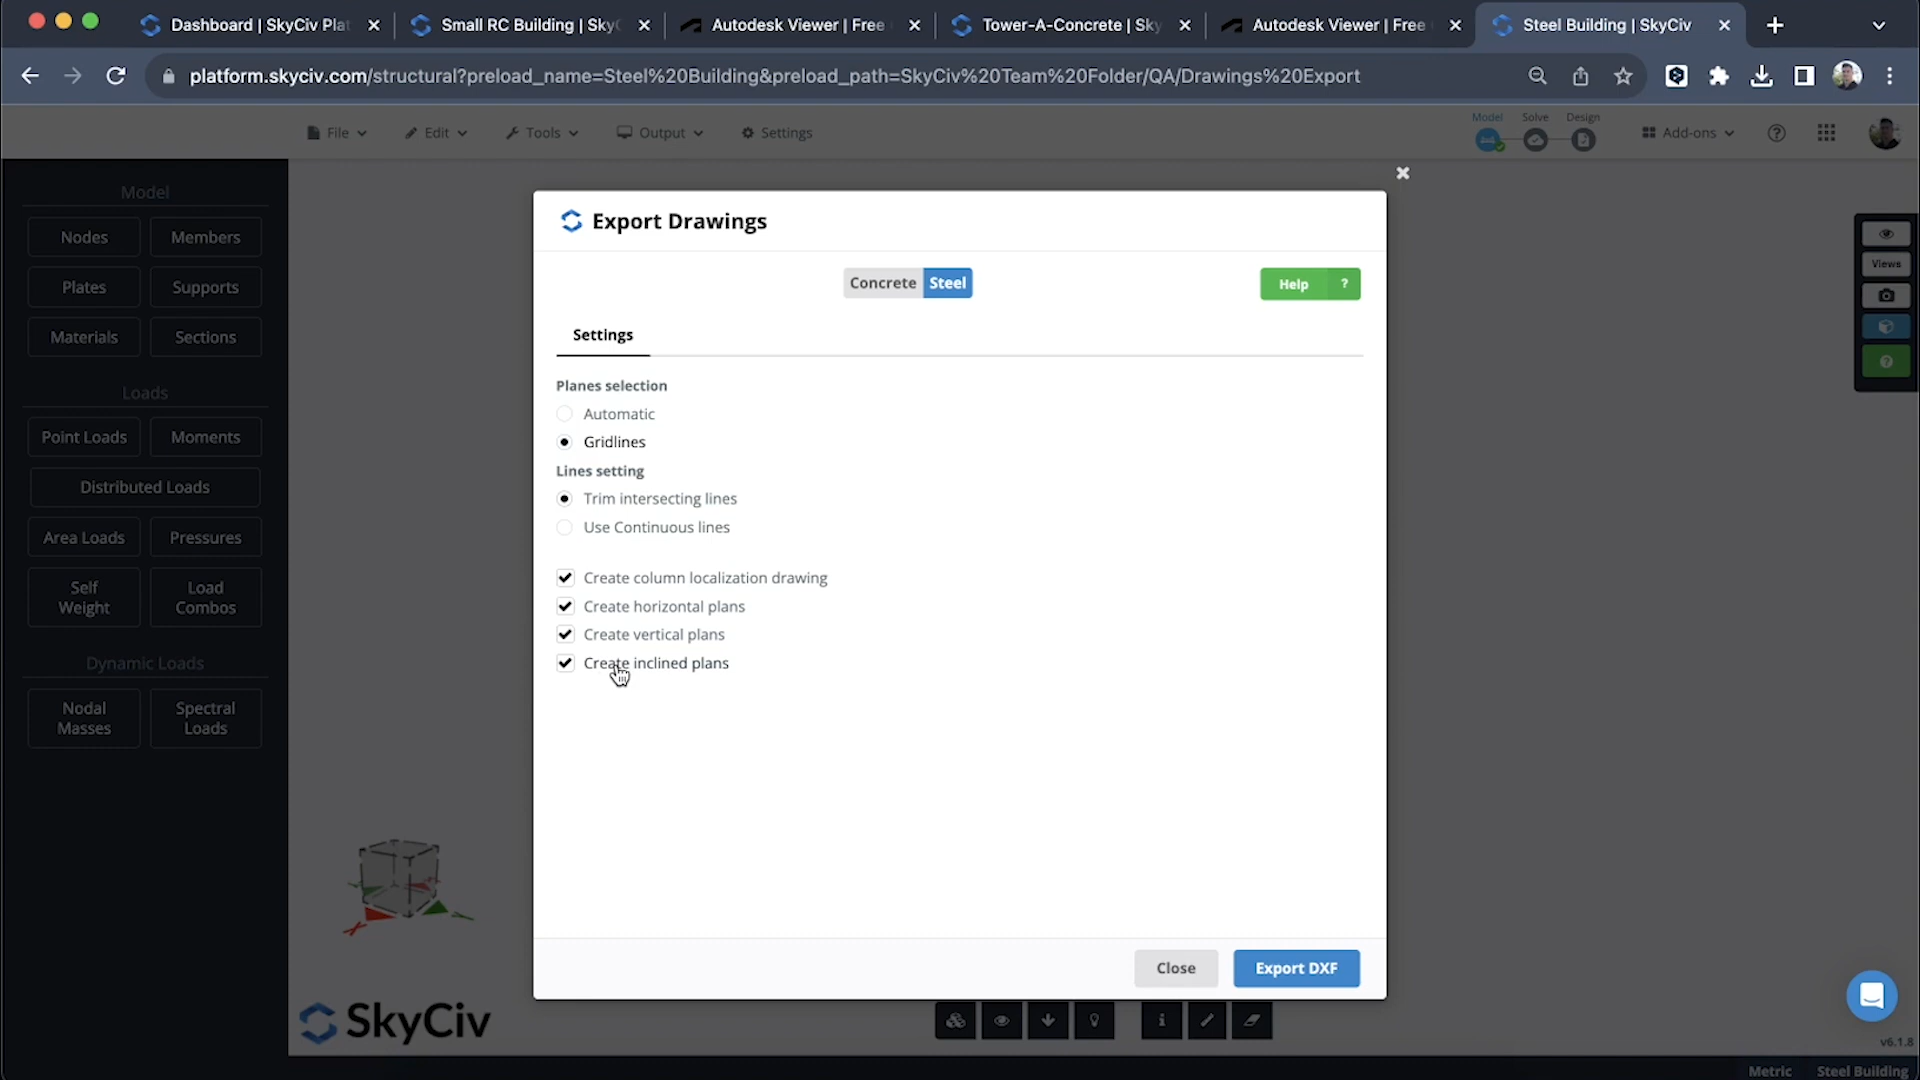 Dashboard | SkyCiv Plat
Small RC Building | Sky
Autodesk Viewer | Free
Tower-A-Concrete | Sky
Autodesk Viewer | Free
Steel Building | SkyCiv
platform.skyciv.com/structural?preload_name=Steel%20Building&preload_path=SkyCiv%20Team%20Folder/QA/Drawings%20Export
File
Edit
Tools
Output
Settings
Model
Solve
Design
Add-ons
Model
Nodes
Members
Plates
Supports
Materials
Sections
Loads
Point Loads
Moments
Distributed Loads
Area Loads
Pressures
Self
Weight
Load
Combos
Dynamic Loads
Nodal
Masses
Spectral
Loads
Export Drawings
Concrete
Steel
Help
?
Settings
Planes selection
Automatic
Gridlines
Lines setting
Trim intersecting lines
Use Continuous lines
Create column localization drawing
Create horizontal plans
Create vertical plans
Create inclined plans
Close
Export DXF
Views
X
SkyCiv
v6.1.8
Metric
Steel Building